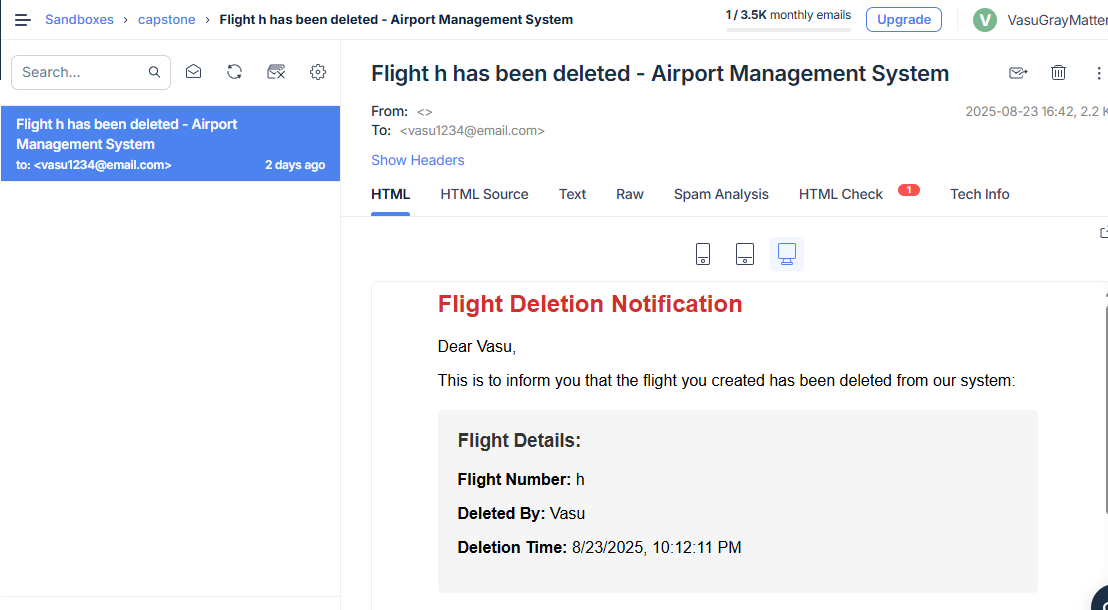 Sandboxes › capstone › Flight h has been deleted - Airport Management System
1 / 3.5K monthly emails
Upgrade
V
VasuGrayMatter
Search...
Flight h has been deleted - Airport
Management System
to: <vasu1234@email.com> 2 days ago
Flight h has been deleted - Airport Management System
From: <>
2025-08-23 16:42, 2.2 K
To: <vasu1234@email.com>
Show Headers
HTML HTML Source Text Raw Spam Analysis HTML Check 1 Tech Info
Flight Deletion Notification
Dear Vasu,
This is to inform you that the flight you created has been deleted from our system:
Flight Details:
Flight Number: h
Deleted By: Vasu
Deletion Time: 8/23/2025, 10:12:11 PM